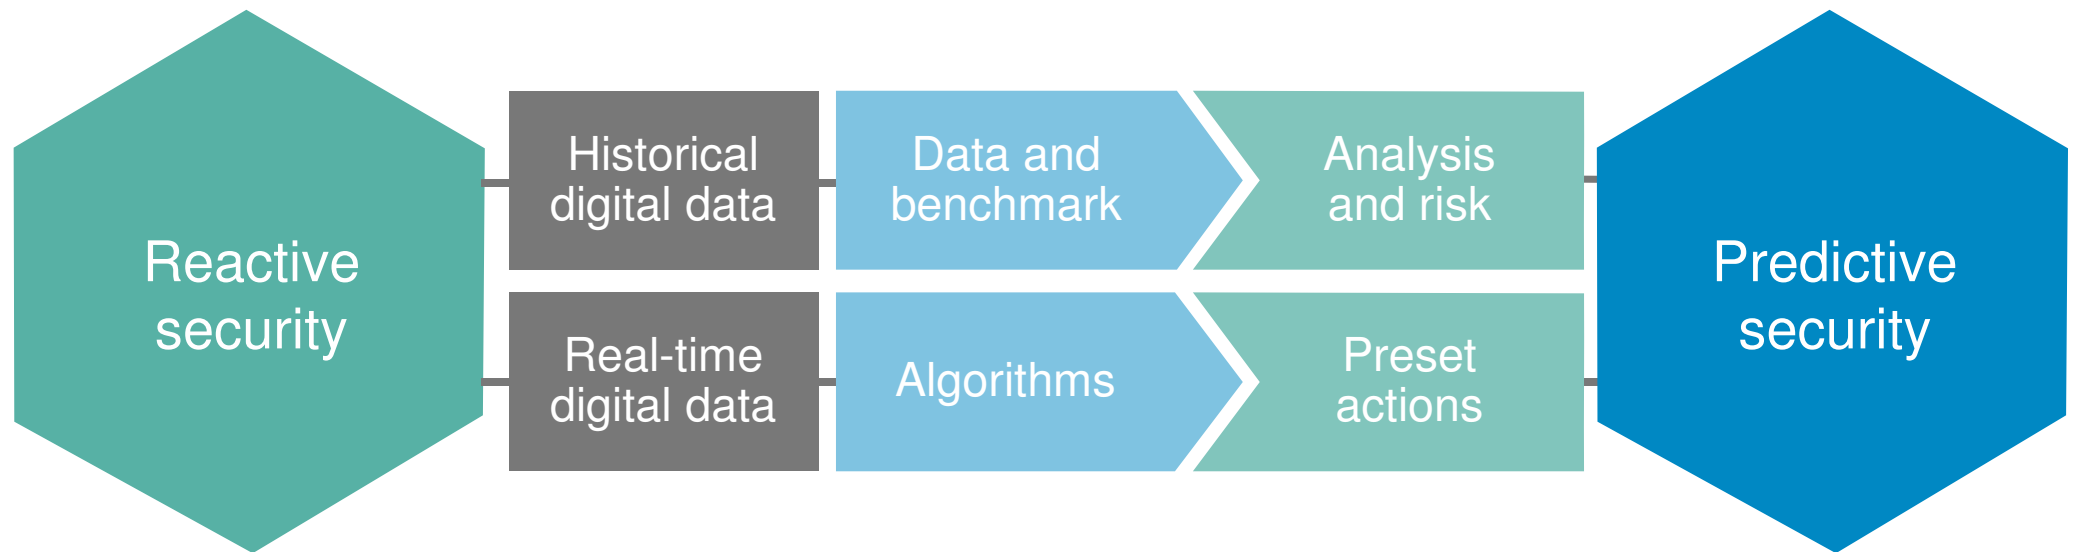 Reactive
security
Historical
digital data
Data and
benchmark
Analysis
and risk
Real-time
digital data
Algorithms
Preset
actions
Predictive
security